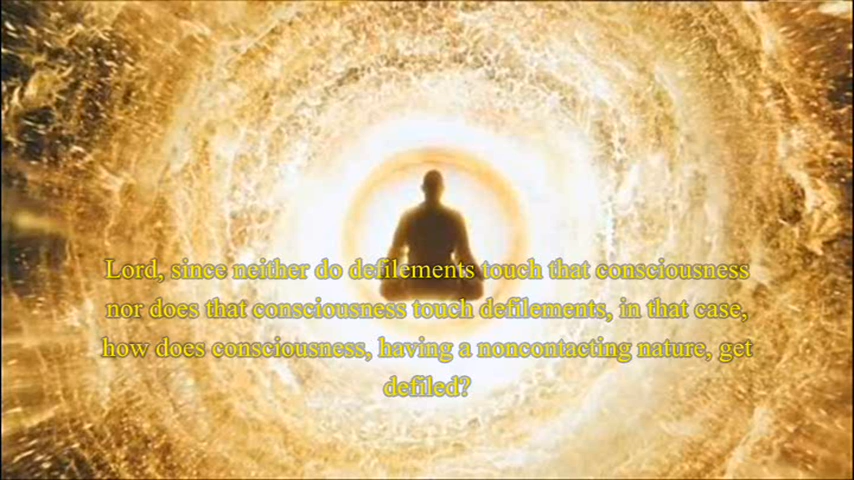 Lord, since neither do defilements touch that consciousness
nor does that consciousness touch defilements, in that case,
how does consciousness, having a noncontacting nature, get
defiled?